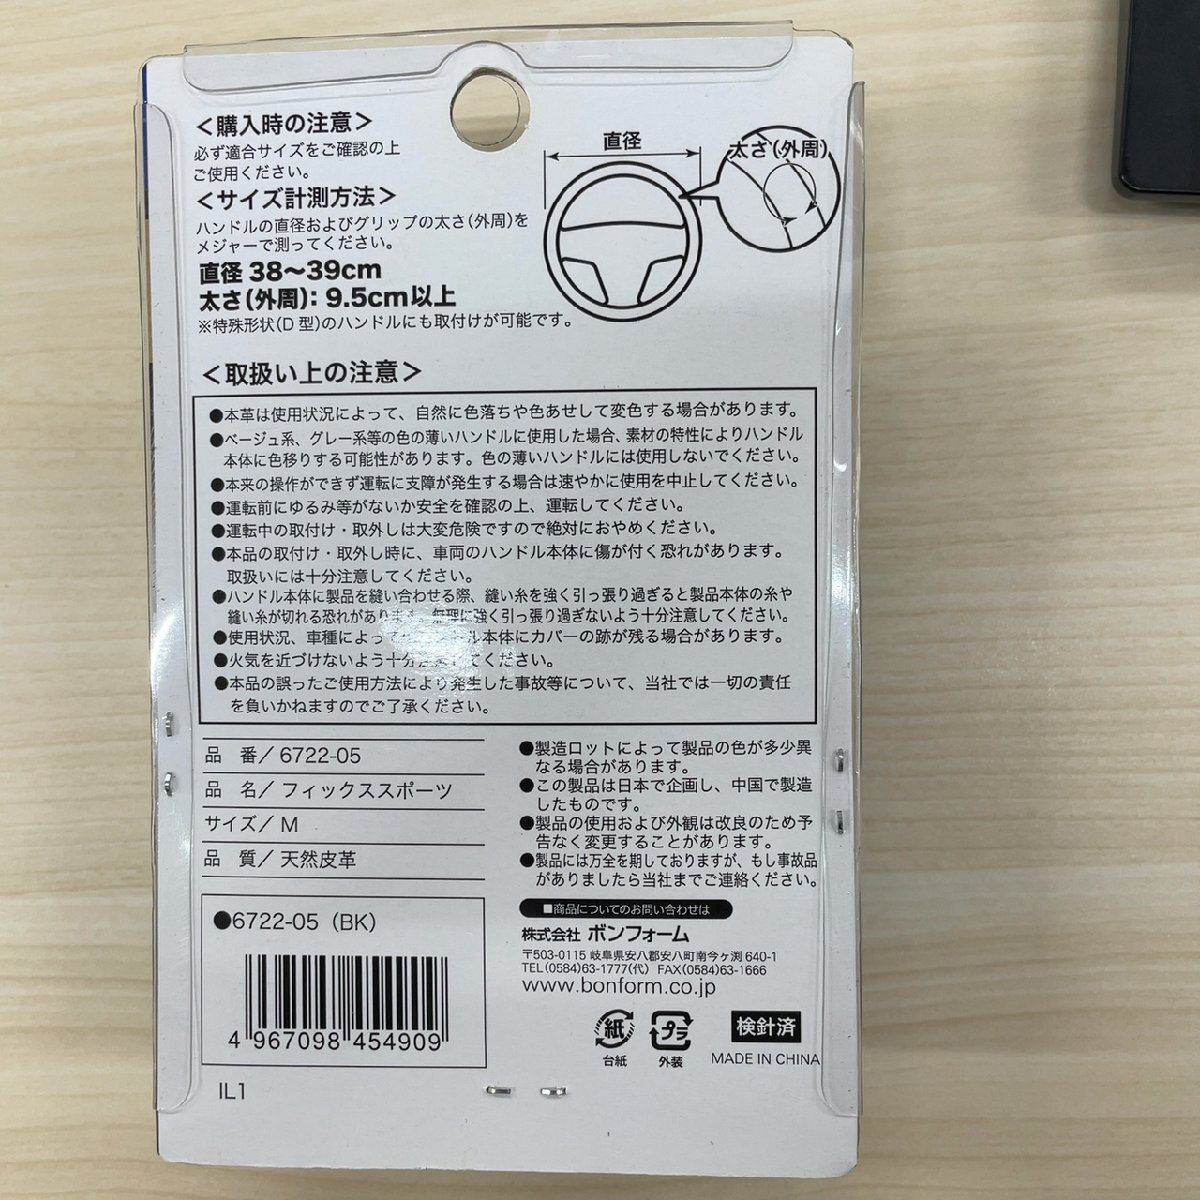 ＜購入時の注意＞
必ず適合サイズをご確認の上
ご使用ください。
＜サイズ計測方法＞
ハンドルの直径およびグリップの太さ（外周）を
メジャーで測ってください。
直径 38〜39cm
太さ（外周）：9.5cm以上
※特殊形状（D 型）のハンドルにも取付けが可能です。
直径
太さ（外周）
＜取扱い上の注意＞
●本革は使用状況によって、自然に色落ちや色あせして変色する場合があります。
●ベージュ系、グレー系等の色の薄いハンドルに使用した場合、素材の特性によりハンドル
本体に色移りする可能性があります。色の薄いハンドルには使用しないでください。
●本来の操作ができず運転に支障が発生する場合は速やかに使用を中止してください。
●運転前にゆるみ等がないか安全を確認の上、運転してください。
●運転中の取付け・取外しは大変危険ですので絶対におやめください。
●本品の取付け・取外し時に、車両のハンドル本体に傷が付く恐れがあります。
取扱いには十分注意してください。
●ハンドル本体に製品を縫い合わせる際、縫い糸を強く引っ張り過ぎると製品本体の糸や
縫い糸が切れる恐れがあります。無理に強く引っ張り過ぎないよう十分注意してください。
●使用状況、車種によっ ル本体にカバーの跡が残る場合があります。
●火気を近づけないよう十分注意してください。
●本品の誤ったご使用方法により発生した事故等について、当社では一切の責任
を負いかねますのでご了承ください。
品　番／6722-05
品　名／フィックススポーツ
サイズ／M
品　質／天然皮革
●6722-05（BK）
4 967098 454909
IL1
●製造ロットによって製品の色が多少異
なる場合があります。
●この製品は日本で企画し、中国で製造
したものです。
●製品の使用および外観は改良のため予
告なく変更することがあります。
●製品には万全を期しておりますが、もし事故品
がありましたら当社までご連絡ください。
■商品についてのお問い合わせは
株式会社 ボンフォーム
〒503-0115 岐阜県安八郡安八町南今ヶ渕 640-1
TEL(0584)63-1777(代) FAX(0584)63-1666
www.bonform.co.jp
紙
台紙
プラ
外装
検針済
MADE IN CHINA